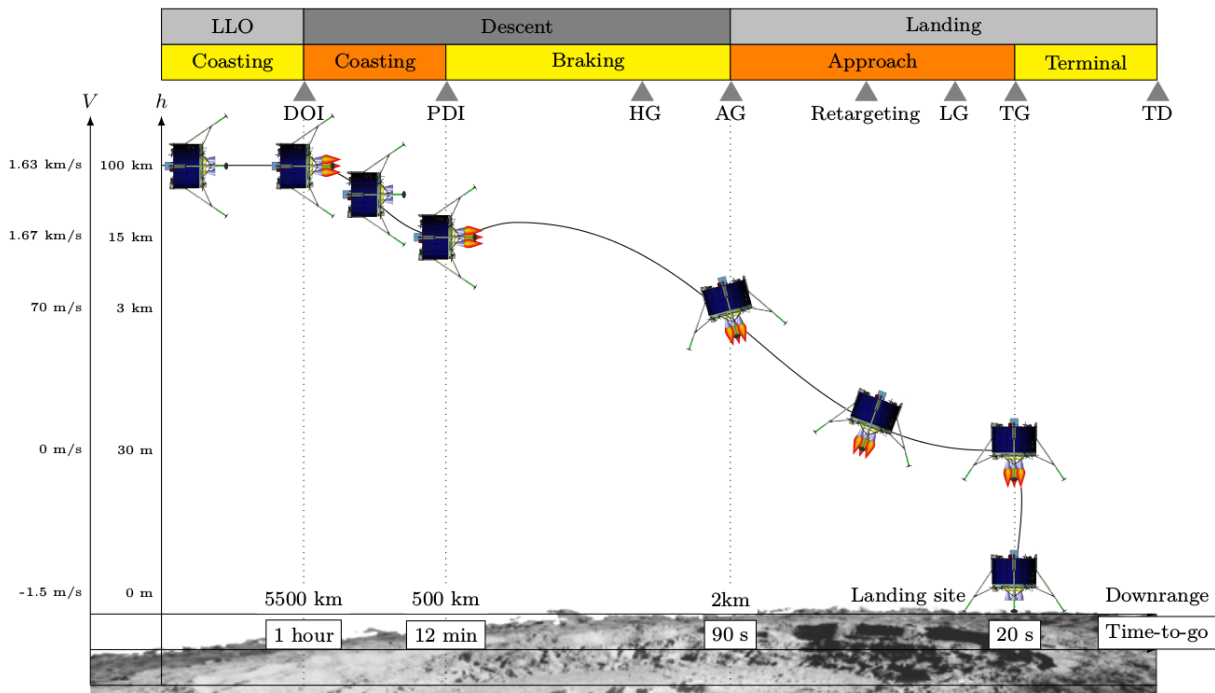 LLO Descent Landing
Coasting Coasting Braking Approach Terminal
V h DOI PDI HG AG Retargeting LG TG TD
1.63 km/s 100 km
1.67 km/s 15 km
70 m/s 3 km
0 m/s 30 m
-1.5 m/s 0 m 5500 km 500 km 2km Landing site Downrange
1 hour 12 min 90 s 20 s Time-to-go